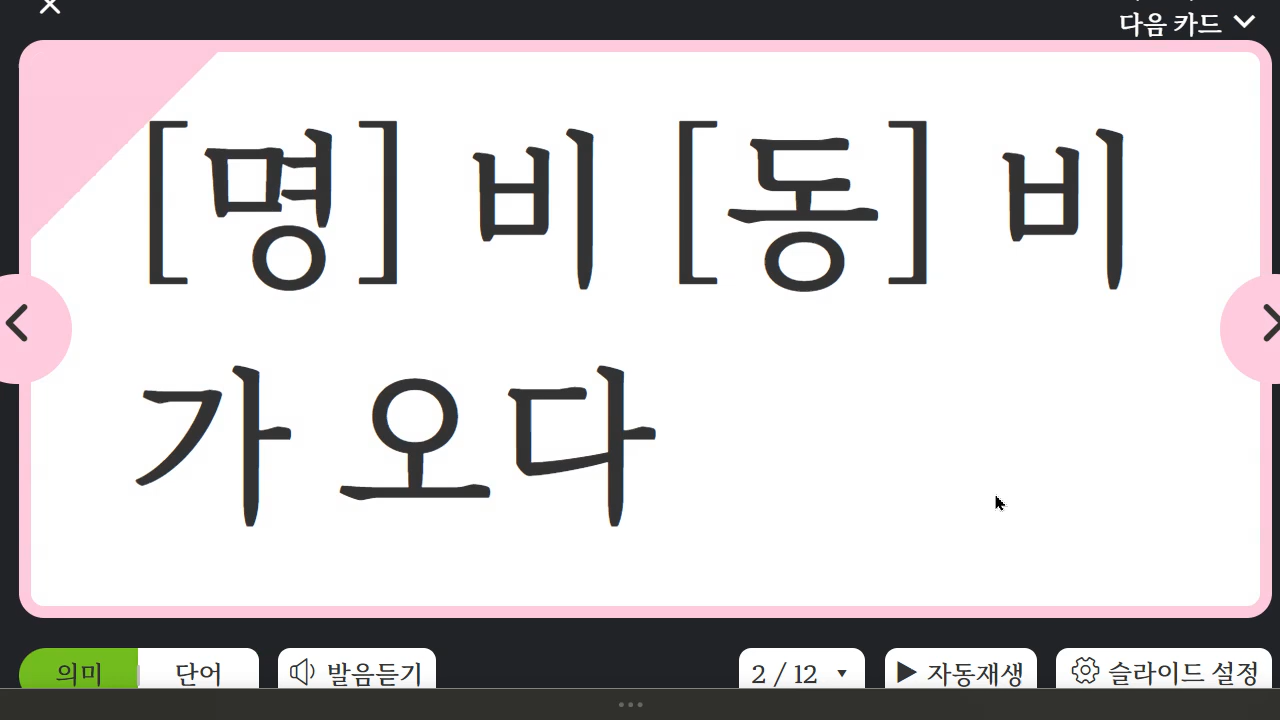 다음 카드
[명] 비 [동] 비
가 오다
의미 단어 발음듣기 2 / 12 자동재생 슬라이드 설정